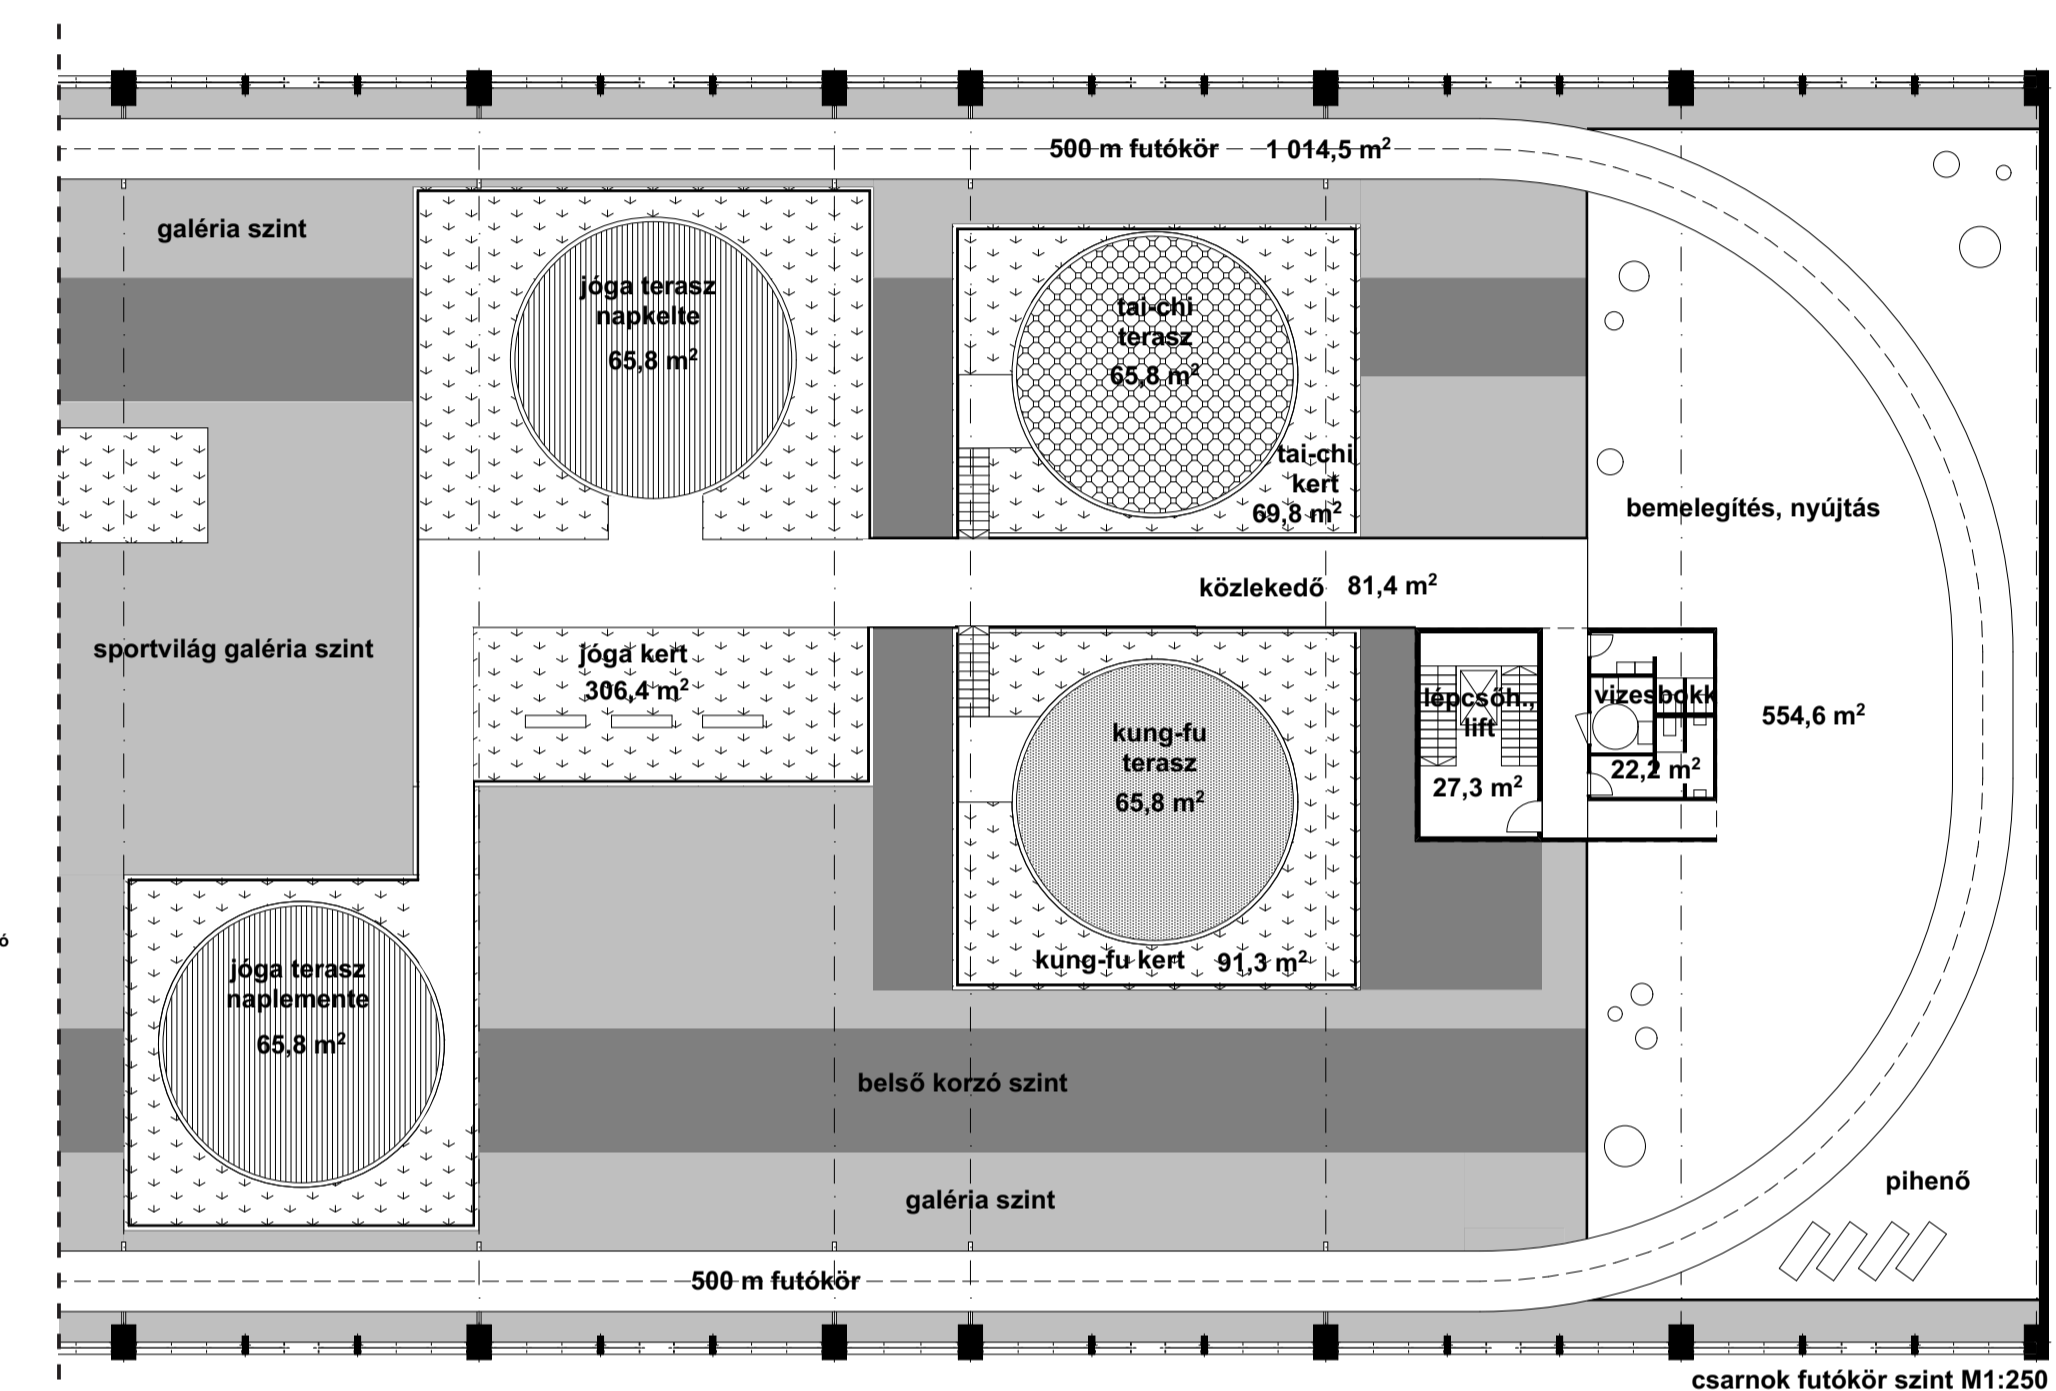 500 m futókör 1 014,5 m²
galéria szint
jóga terasz
napkelte
65,8 m²
tai-chi
terasz
65,8 m²
tai-chi
kert
69,8 m²
bemelegítés, nyújtás
közlekedő 81,4 m²
sportvilág galéria szint
jóga kert
306,4 m²
lépcsőh.,
lift
27,3 m²
vizesbokk
22,2 m²
554,6 m²
kung-fu
terasz
65,8 m²
kung-fu kert 91,3 m²
ó
jóga terasz
naplemente
65,8 m²
belső korzó szint
galéria szint
pihenő
500 m futókör
csarnok futókör szint M1:250